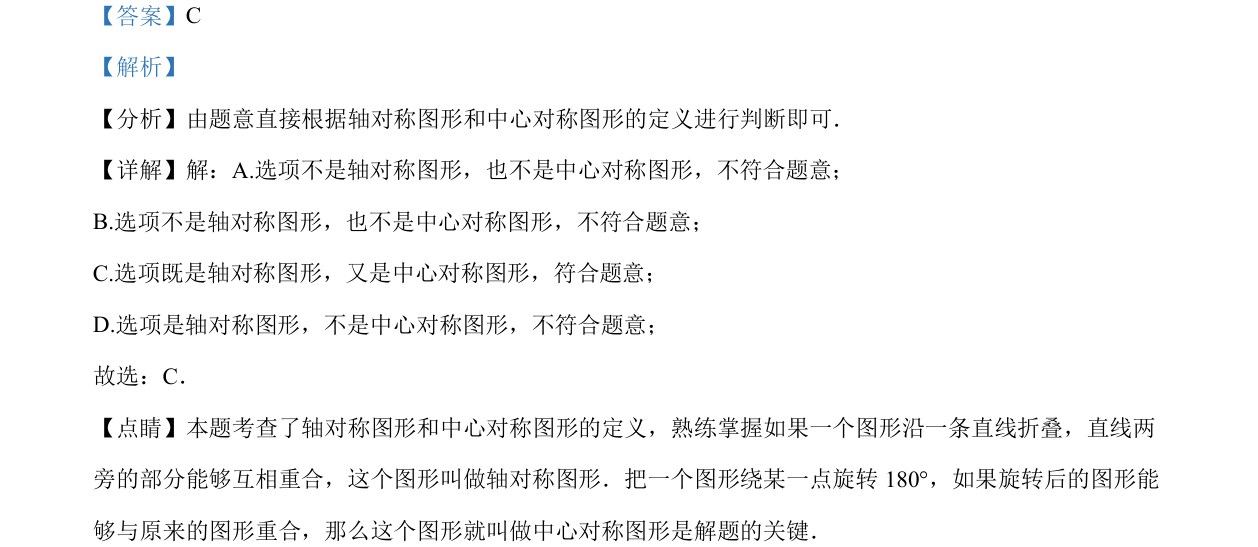 【答案】C
【解析】
【分析】由题意直接根据轴对称图形和中心对称图形的定义进行判断即可．
【详解】解：A.选项不是轴对称图形，也不是中心对称图形，不符合题意；
B.选项不是轴对称图形，也不是中心对称图形，不符合题意；
C.选项既是轴对称图形，又是中心对称图形，符合题意；
D.选项是轴对称图形，不是中心对称图形，不符合题意；
故选：C．
【点睛】本题考查了轴对称图形和中心对称图形的定义，熟练掌握如果一个图形沿一条直线折叠，直线两
旁的部分能够互相重合，这个图形叫做轴对称图形．把一个图形绕某一点旋转 180°，如果旋转后的图形能
够与原来的图形重合，那么这个图形就叫做中心对称图形是解题的关键．